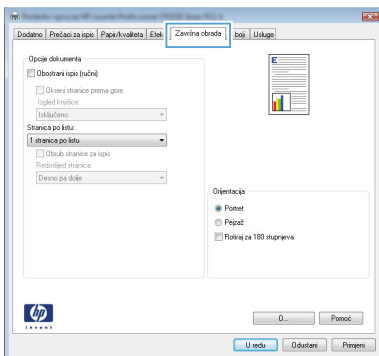 Dodatno Prečaci za ispis Papir/kvaliteta Efek Završna obrada boji Usluge
Opcije dokumenta
Obostrani ispis (ručni)
Okreni stranice prema gore
Izgled knjižice:
Isključeno
Stranica po listu:
1 stranica po listu
Obrub stranice za ispis
Redoslijed stranica:
Desno pa dolje
E
Orijentacija
Portret
Pejzaž
Rotiraj za 180 stupnjeva
hp
invent
O... Pomoć
U redu Odustani Primjeni